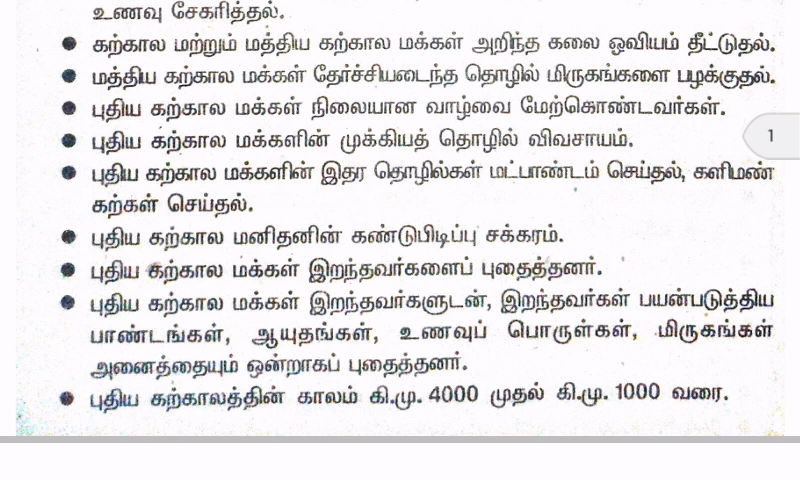 உணவு சேகரித்தல்.
● கற்கால மற்றும் மத்திய கற்கால மக்கள் அறிந்த கலை ஓவியம் தீட்டுதல்.
● மத்திய கற்கால மக்கள் தேர்ச்சியடைந்த தொழில் மிருகங்களை பழக்குதல்.
● புதிய கற்கால மக்கள் நிலையான வாழ்வை மேற்கொண்டவர்கள்.
● புதிய கற்கால மக்களின் முக்கியத் தொழில் விவசாயம்.
1
● புதிய கற்கால மக்களின் இதர தொழில்கள் மட்பாண்டம் செய்தல், களிமண்
கற்கள் செய்தல்.
● புதிய கற்கால மனிதனின் கண்டுபிடிப்பு சக்கரம்.
● புதிய கற்கால மக்கள் இறந்தவர்களைப் புதைத்தனர்.
● புதிய கற்கால மக்கள் இறந்தவர்களுடன், இறந்தவர்கள் பயன்படுத்திய
பாண்டங்கள், ஆயுதங்கள், உணவுப் பொருள்கள், மிருகங்கள்
அனைத்தையும் ஒன்றாகப் புதைத்தனர்.
● புதிய கற்காலத்தின் காலம் கி.மு. 4000 முதல் கி.மு. 1000 வரை.